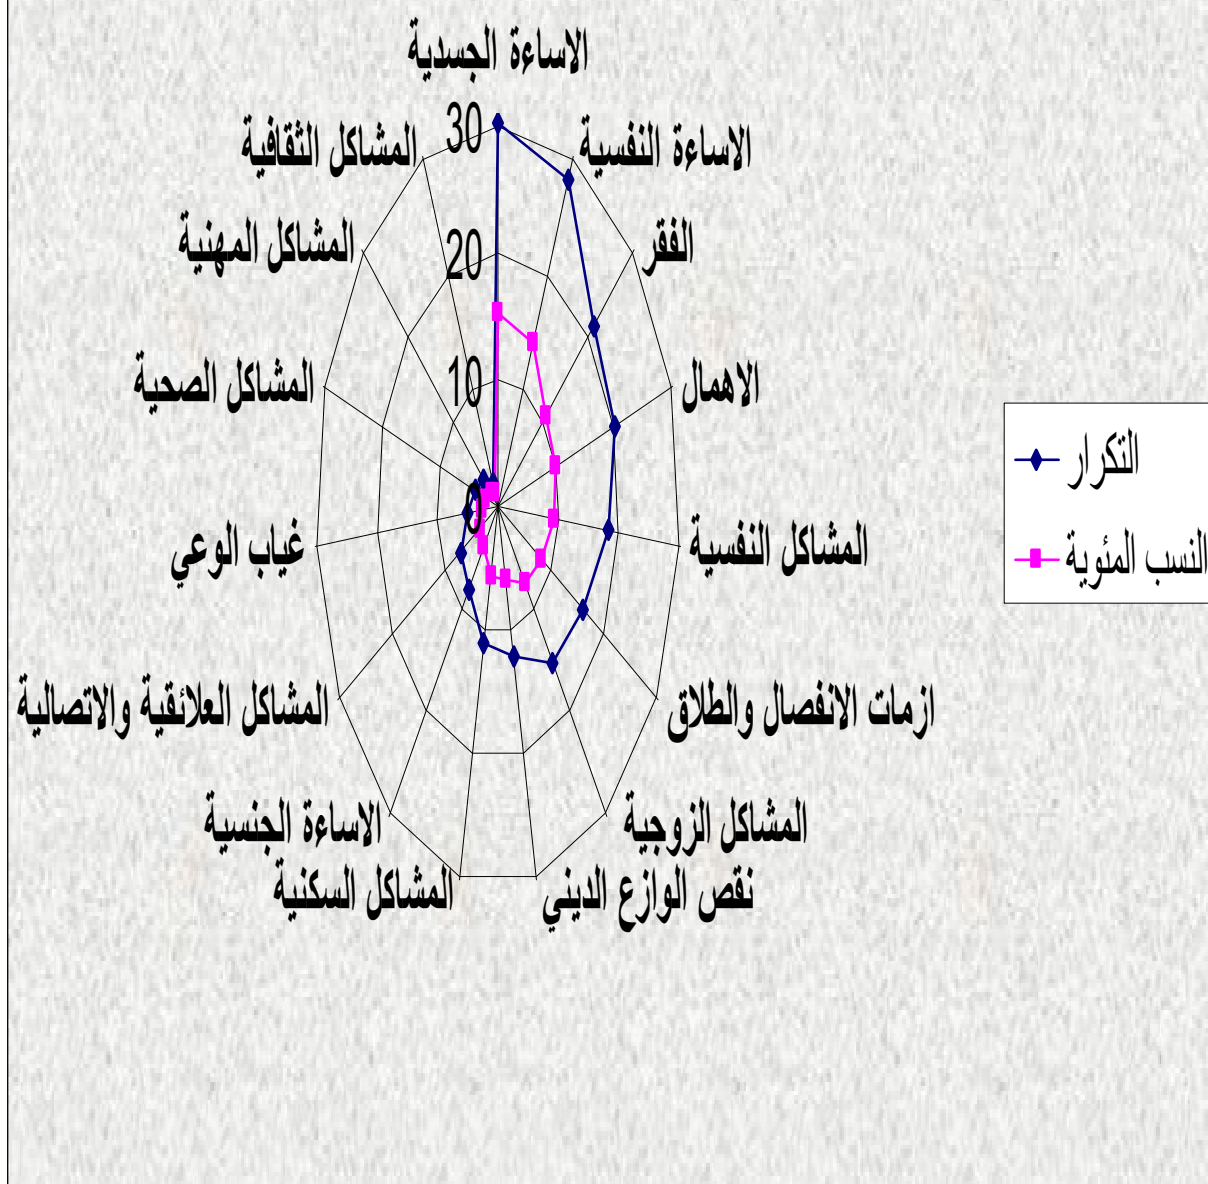 الاساءة الجسدية
الاساءة النفسية
الفقر
الاهمال
المشاكل النفسية
ازمات الانفصال والطلاق
المشاكل الزوجية
نقص الوازع الديني
المشاكل السكنية
الاساءة الجنسية
المشاكل العلائقية والاتصالية
غياب الوعي
المشاكل الصحية
المشاكل المهنية
المشاكل الثقافية
30
20
10
0
التكرار
النسب المئوية